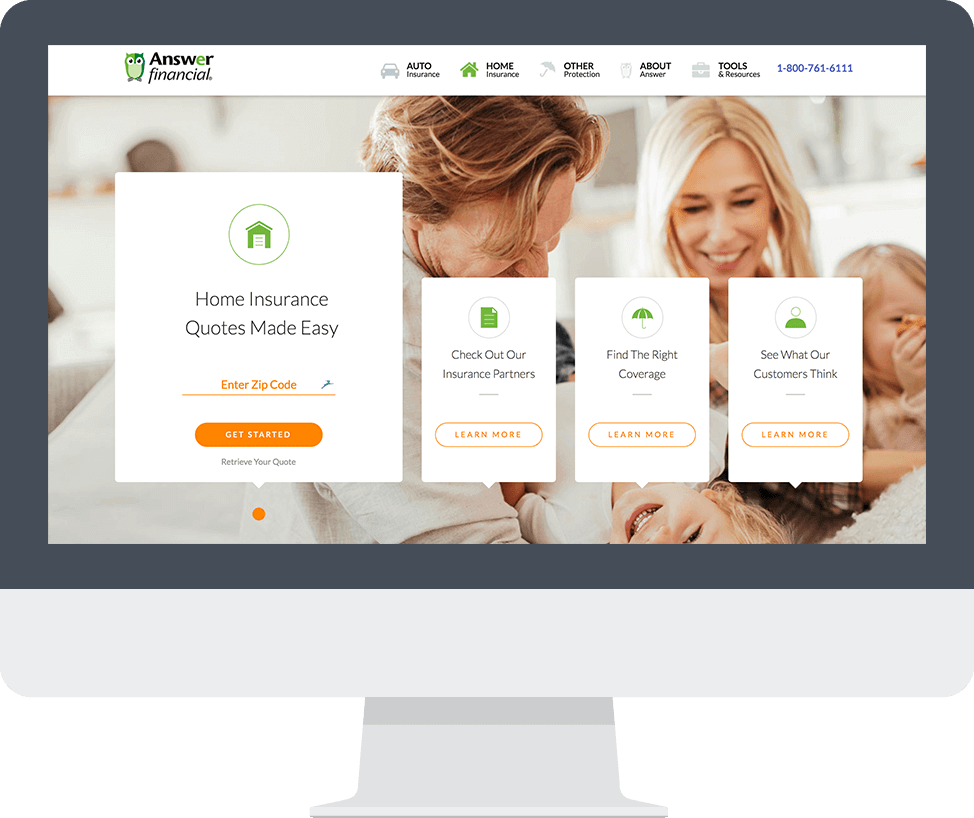 Answer
financial
AUTO
Insurance
HOME
Insurance
OTHER
Protection
ABOUT
Answer
TOOLS
& Resources
1-800-761-6111
Home Insurance
Quotes Made Easy
Enter Zip Code
GET STARTED
Retrieve Your Quote
Check Out Our
Insurance Partners
LEARN MORE
Find The Right
Coverage
LEARN MORE
See What Our
Customers Think
LEARN MORE